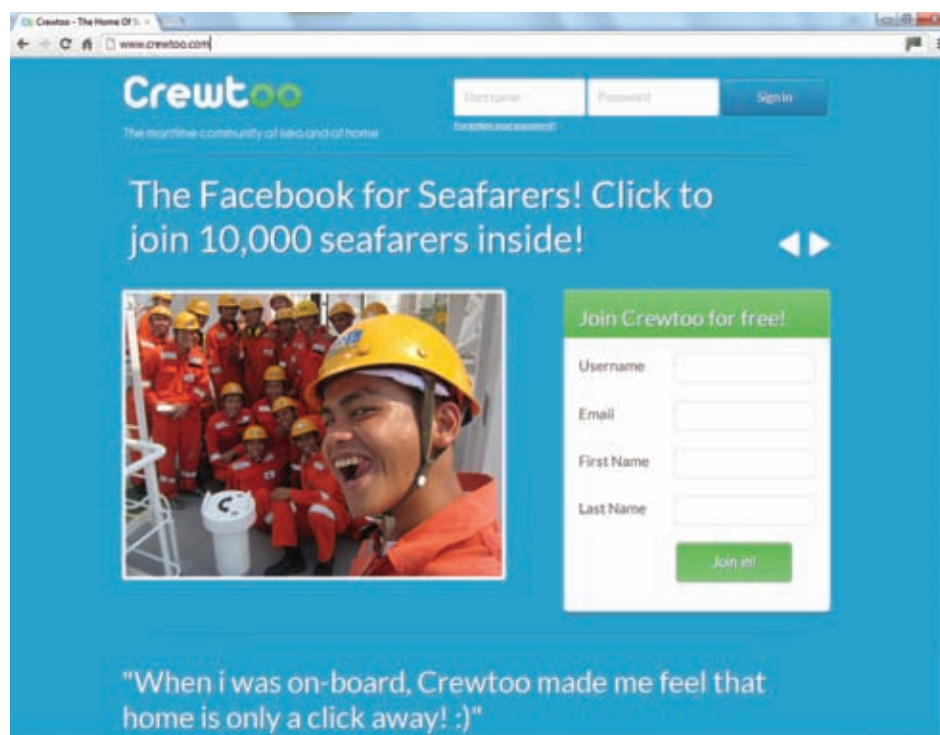 Crewtoo - The Home Of S
www.crewtoo.com
Crewtoo
Username
Password
Sign in
The maritime community at sea and at home
Forgotten your password?
The Facebook for Seafarers! Click to
join 10,000 seafarers inside!
Join Crewtoo for free!
Username
Email
First Name
Last Name
Join in!
"When i was on-board, Crewtoo made me feel that
home is only a click away! :)"